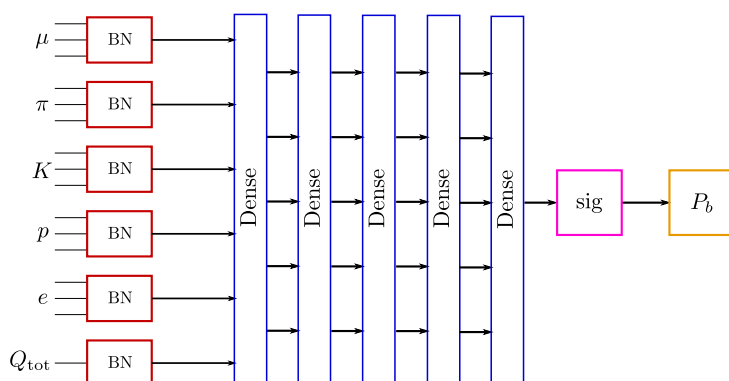 μ BN
π BN
K BN
p BN
e BN
Q_tot BN
Dense Dense Dense Dense Dense
sig
P_b